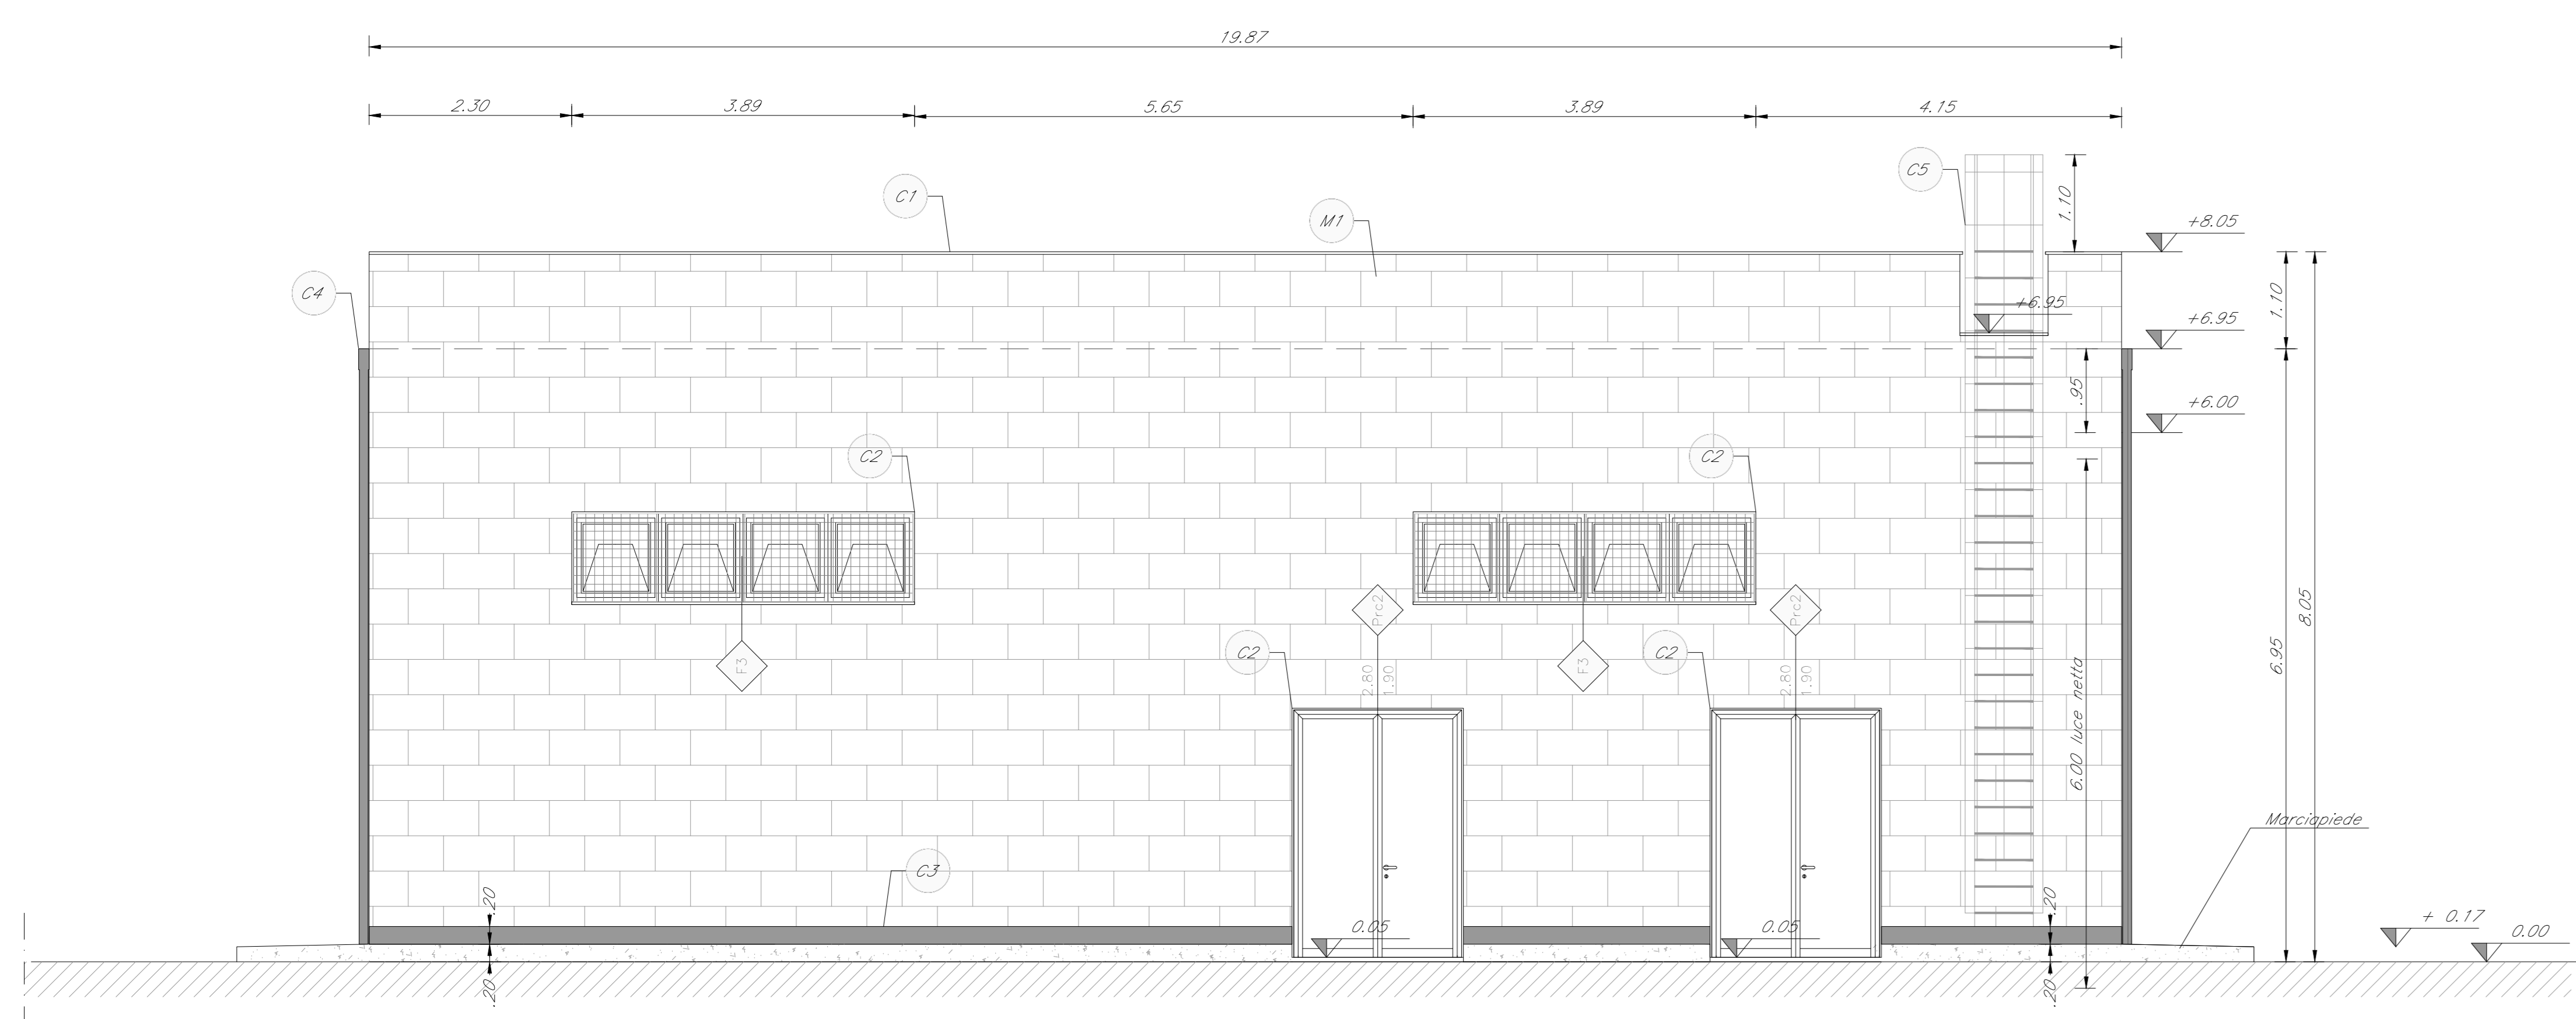 19.87
2.30
3.89
5.65
3.89
4.15
C5
1.10
C1
M1
+8.05
C4
+6.95
+6.95
1.10
.95
+6.00
C2
C2
8.05
Prc2
Prc2
C2
C2
F3
F3
2.80
1.90
2.80
1.90
6.95
6.00 luce netta
Marciapiede
C3
.20
.20
0.05
0.05
+ 0.17
0.00
.20
.20